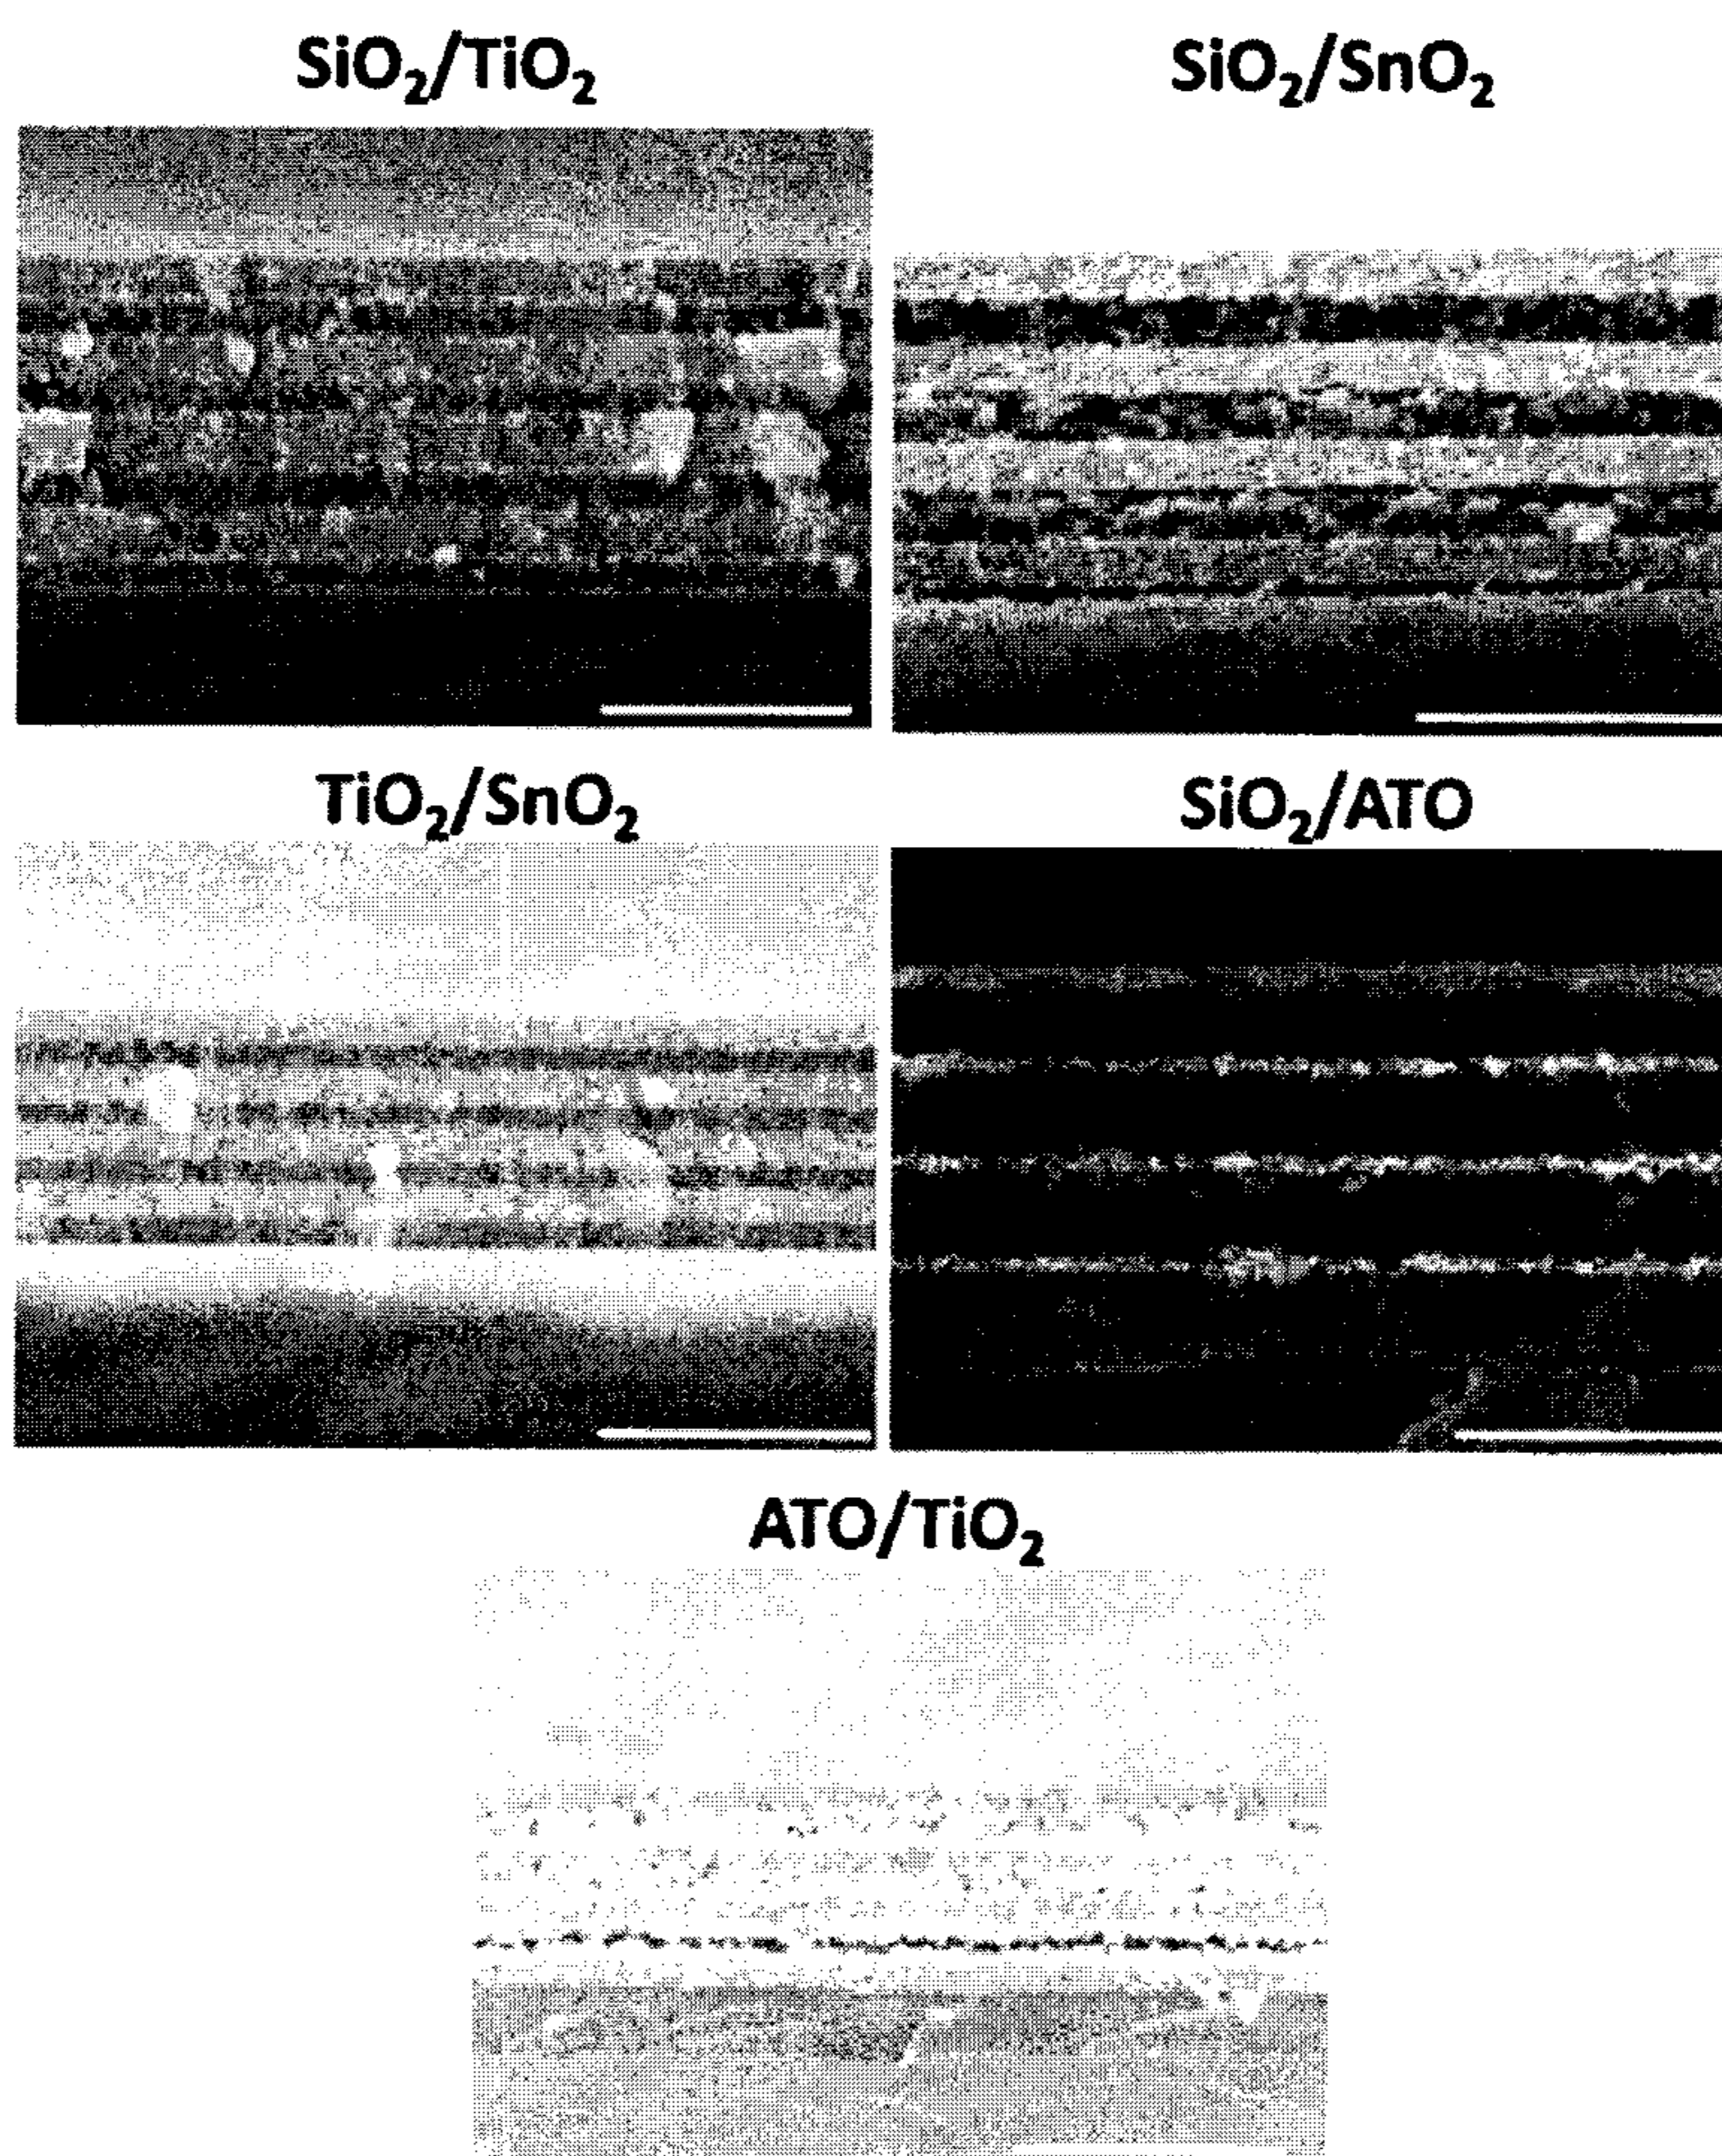 SiO₂/TiO₂
SiO₂/SnO₂
TiO₂/SnO₂
SiO₂/ATO
ATO/TiO₂